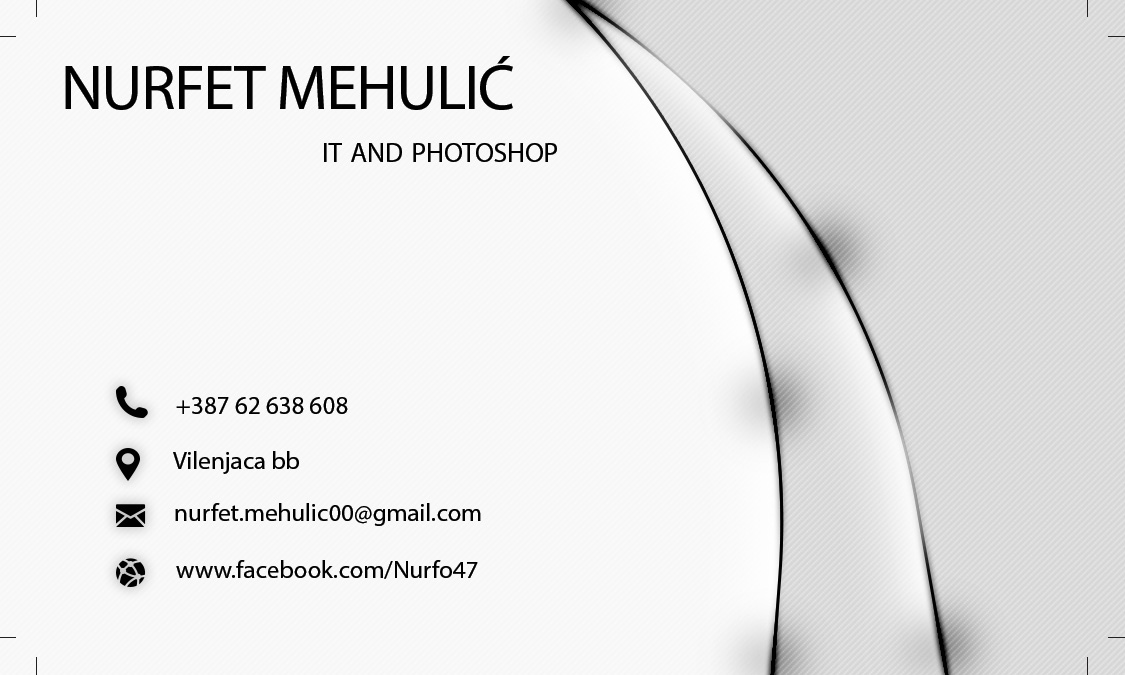 NURFET MEHULIĆ
IT AND PHOTOSHOP
+387 62 638 608
Vilenjaca bb
nurfet.mehulic00@gmail.com
www.facebook.com/Nurfo47